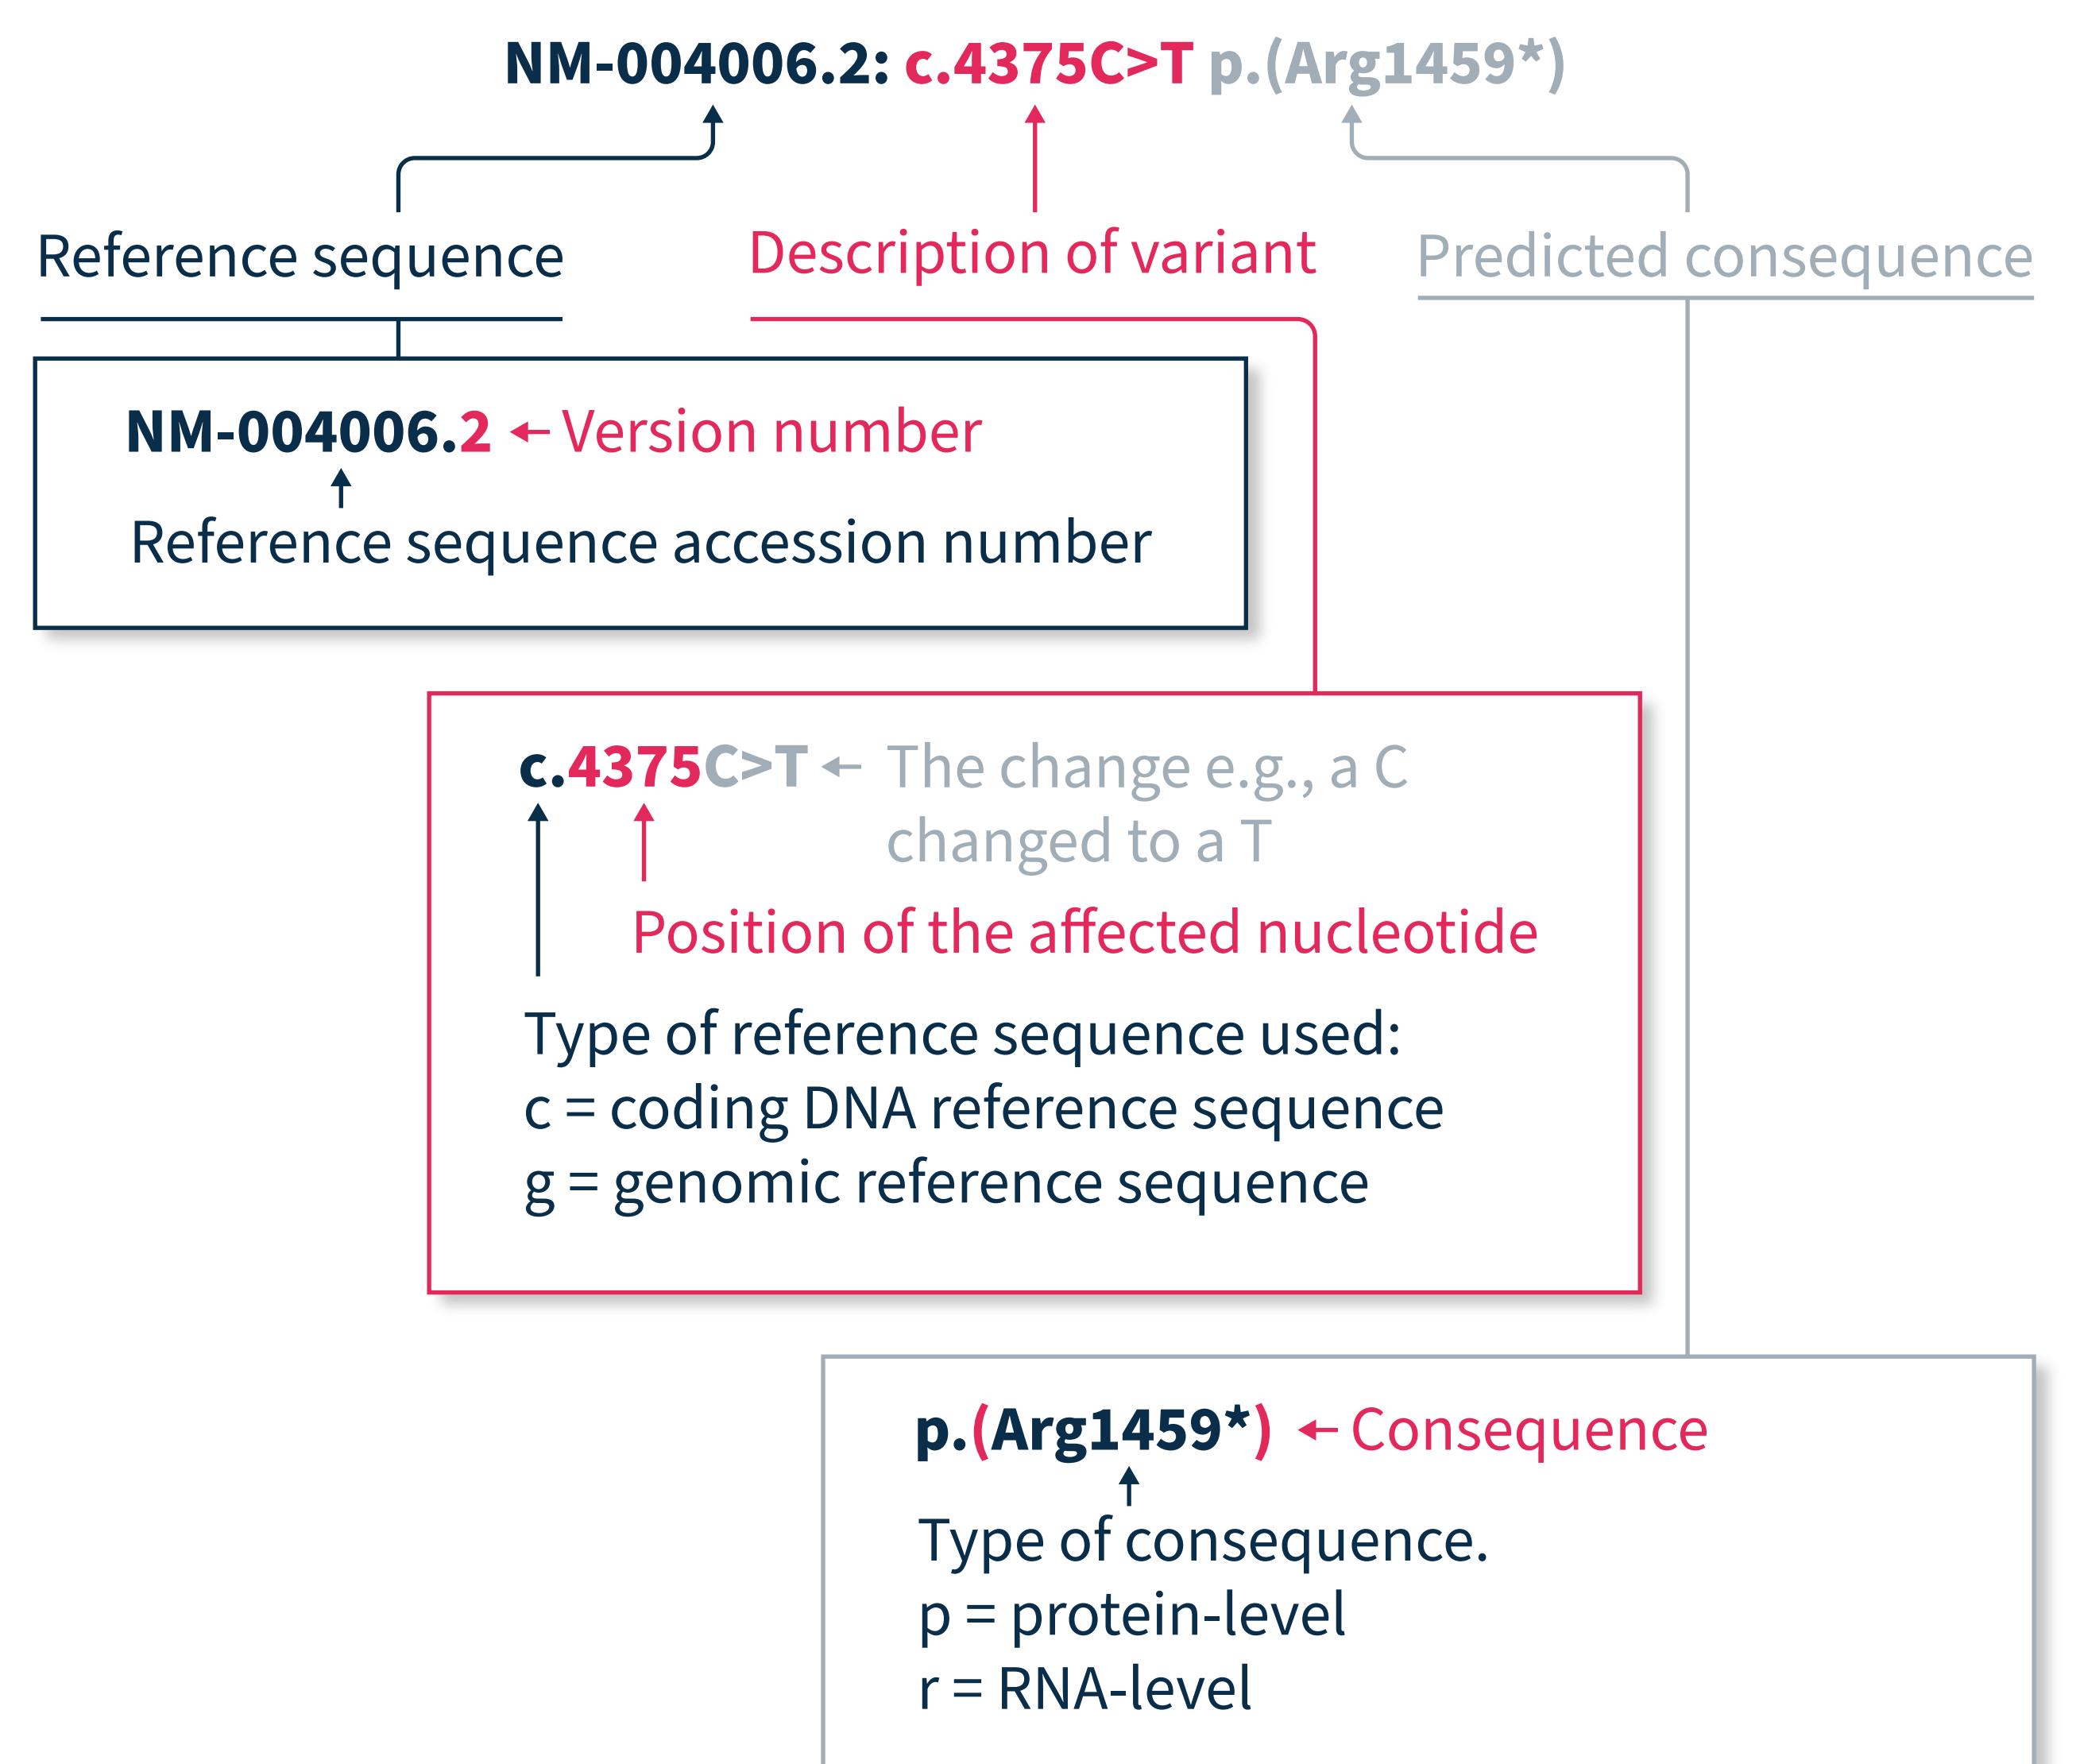 NM-004006.2: c.4375C>T p.(Arg1459*)
Reference sequence
Description of variant
Predicted consequence
NM-004006.2 Version number
Reference sequence accession number
c.4375C>T The change e.g., a C
changed to a T
Position of the affected nucleotide
Type of reference sequence used:
c = coding DNA reference sequence
g = genomic reference sequence
p.(Arg1459*) Consequence
Type of consequence.
p = protein-level
r = RNA-level